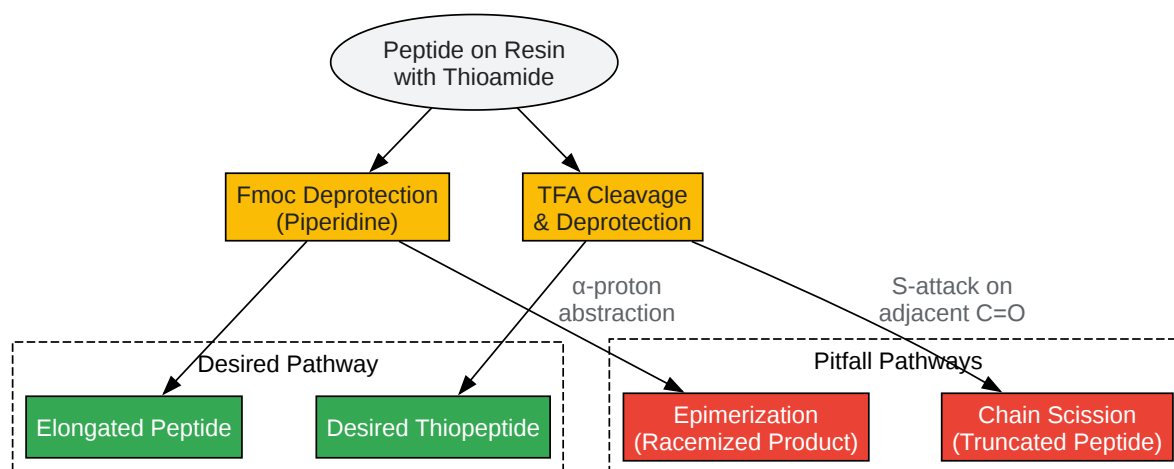 Peptide on Resin
with Thioamide
Fmoc Deprotection
(Piperidine)
TFA Cleavage
& Deprotection
α-proton
abstraction
S-attack on
adjacent C=O
Desired Pathway
Pitfall Pathways
Elongated Peptide
Desired Thiopeptide
Epimerization
(Racemized Product)
Chain Scission
(Truncated Peptide)